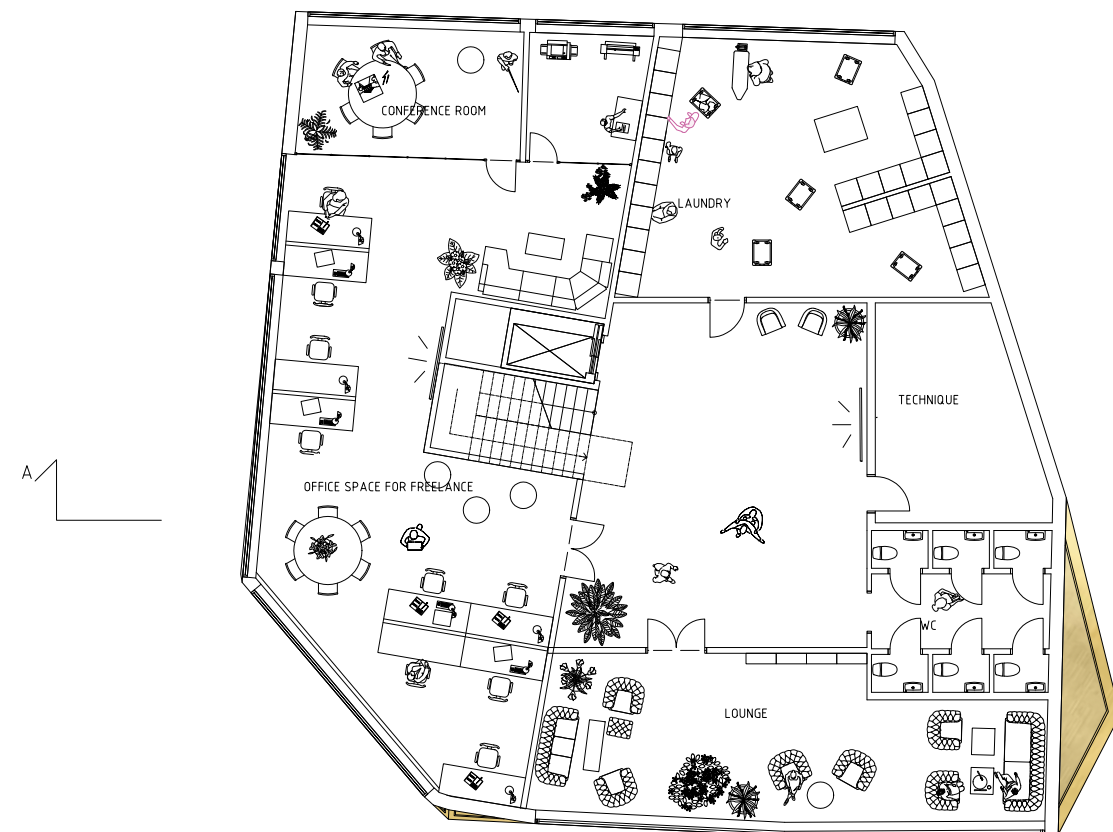 CONFERENCE ROOM
LAUNDRY
TECHNIQUE
A
OFFICE SPACE FOR FREELANCE
WC
LOUNGE